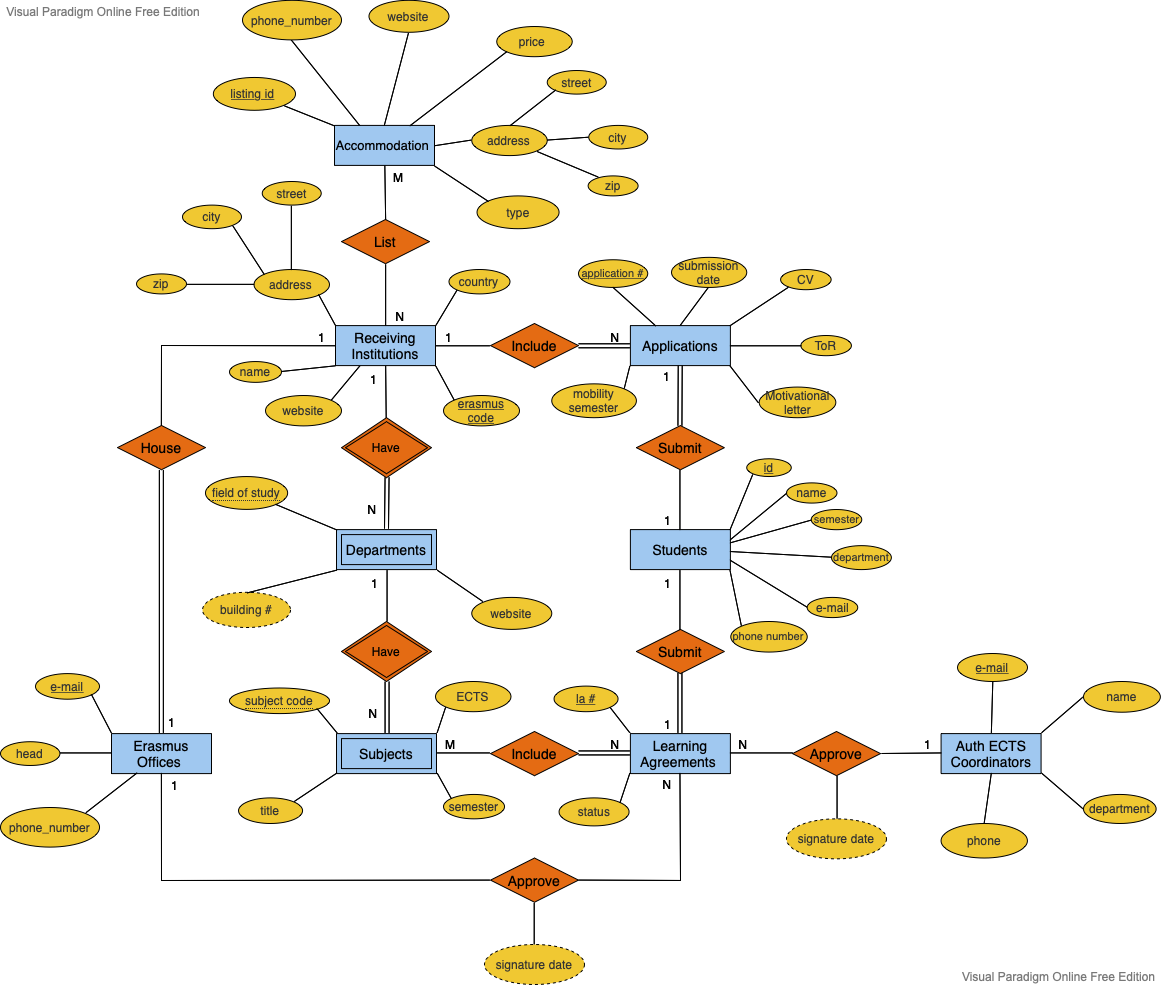 Visual Paradigm Online Free Edition
phone_number
website
price
listing id
street
address
city
zip
type
Accommodation
M
List
N
street
city
zip
address
country
Receiving
Institutions
1
1
1
name
website
erasmus
code
Include
N
application #
submission
date
CV
ToR
Motivational
letter
mobility
semester
Applications
1
House
Have
Submit
N
1
field of study
Departments
building #
website
1
id
name
semester
department
e-mail
phone number
Students
1
Have
Submit
N
1
e-mail
head
phone_number
Erasmus
Offices
1
1
subject code
ECTS
Subjects
title
semester
M
Include
N
la #
Learning
Agreements
status
N
N
Approve
1
signature date
e-mail
name
Auth ECTS
Coordinators
department
phone
Approve
signature date
Visual Paradigm Online Free Edition